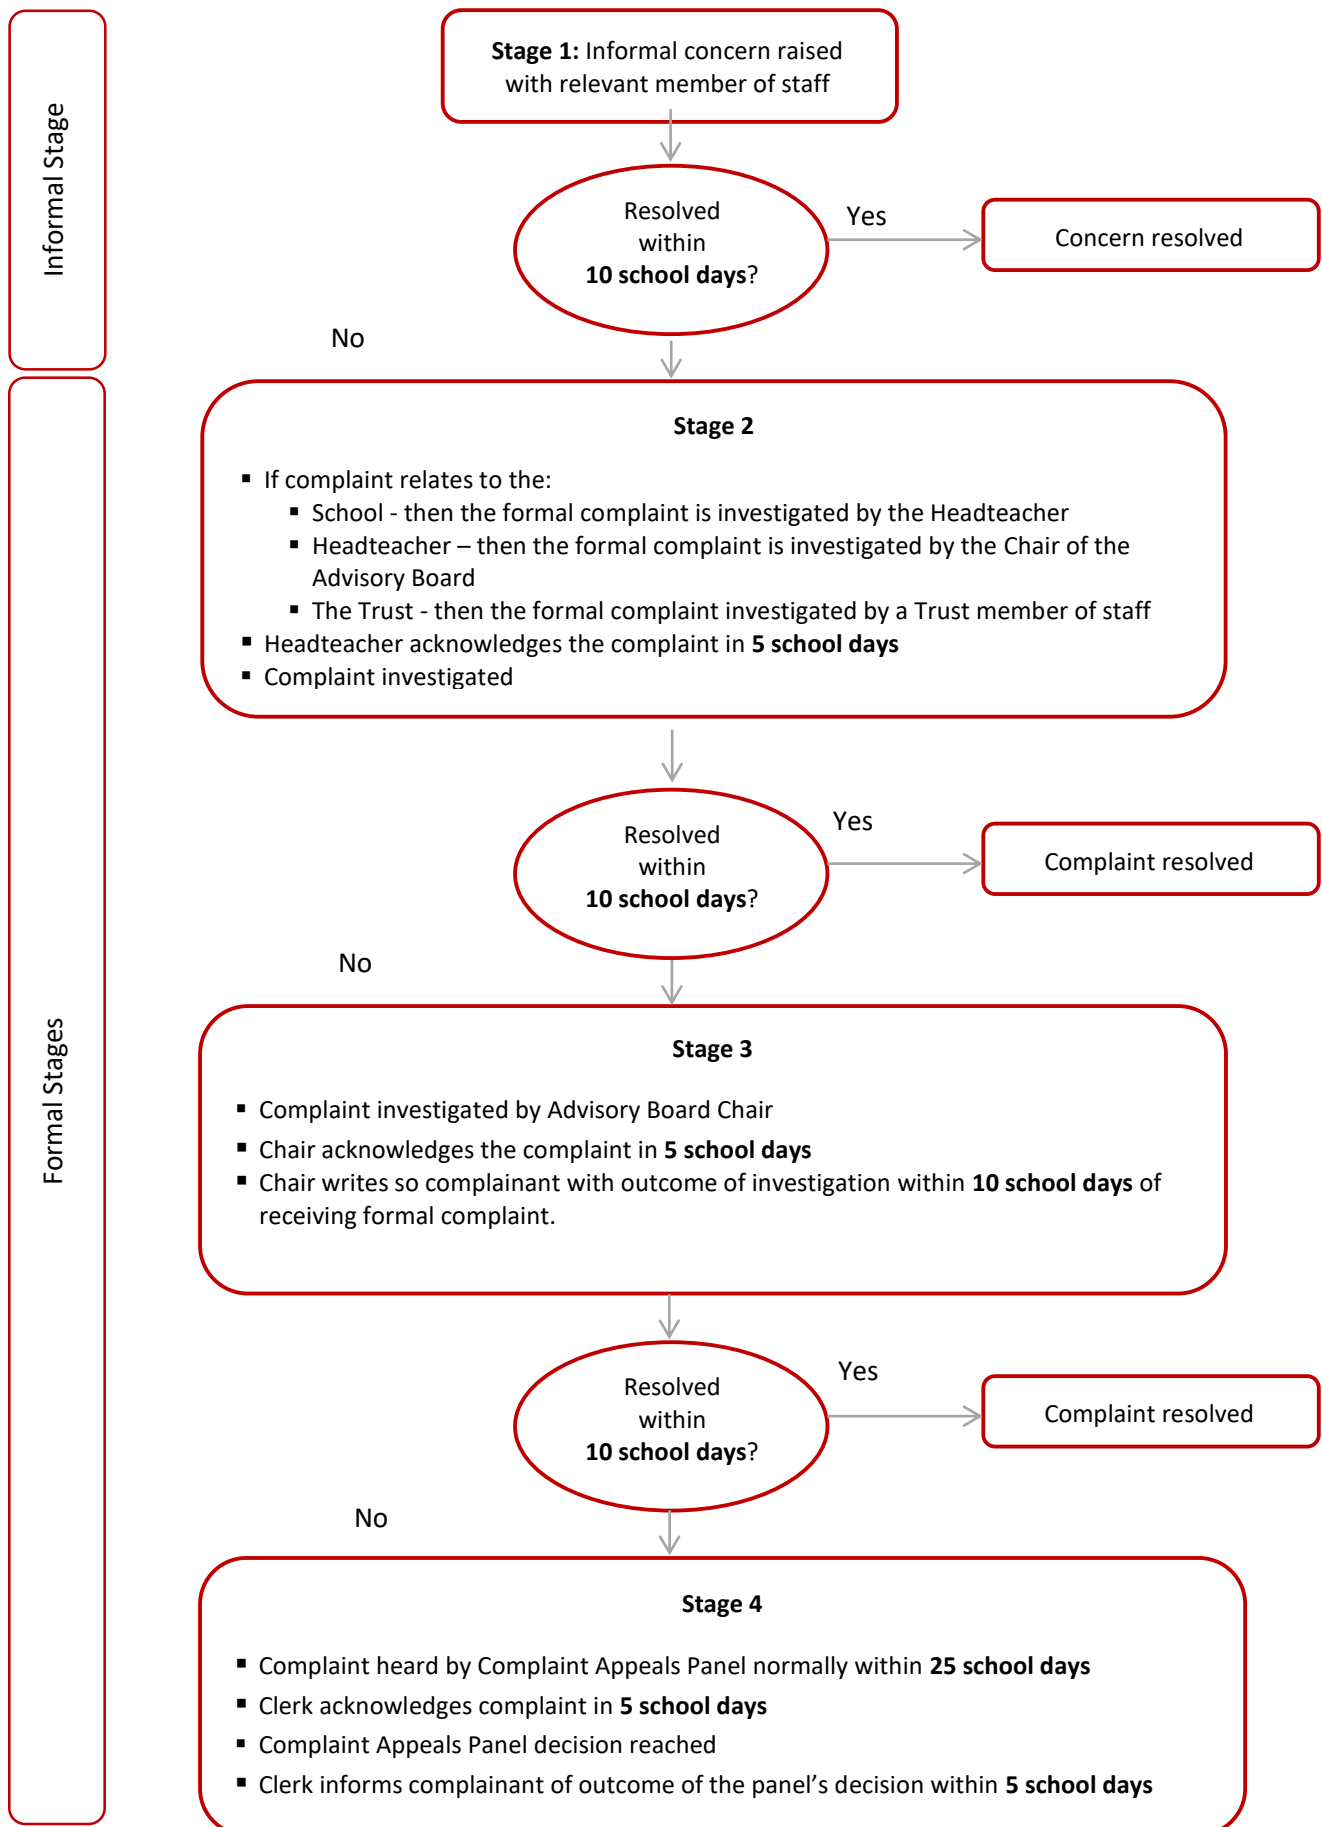 Informal Stage
Stage 1: Informal concern raised
with relevant member of staff
Resolved
within
10 school days?
Yes
Concern resolved
No
Formal Stages
Stage 2
▪ If complaint relates to the:
▪ School - then the formal complaint is investigated by the Headteacher
▪ Headteacher – then the formal complaint is investigated by the Chair of the
Advisory Board
▪ The Trust - then the formal complaint investigated by a Trust member of staff
▪ Headteacher acknowledges the complaint in 5 school days
▪ Complaint investigated
Resolved
within
10 school days?
Yes
Complaint resolved
No
Stage 3
▪ Complaint investigated by Advisory Board Chair
▪ Chair acknowledges the complaint in 5 school days
▪ Chair writes so complainant with outcome of investigation within 10 school days of
receiving formal complaint.
Resolved
within
10 school days?
Yes
Complaint resolved
No
Stage 4
▪ Complaint heard by Complaint Appeals Panel normally within 25 school days
▪ Clerk acknowledges complaint in 5 school days
▪ Complaint Appeals Panel decision reached
▪ Clerk informs complainant of outcome of the panel’s decision within 5 school days